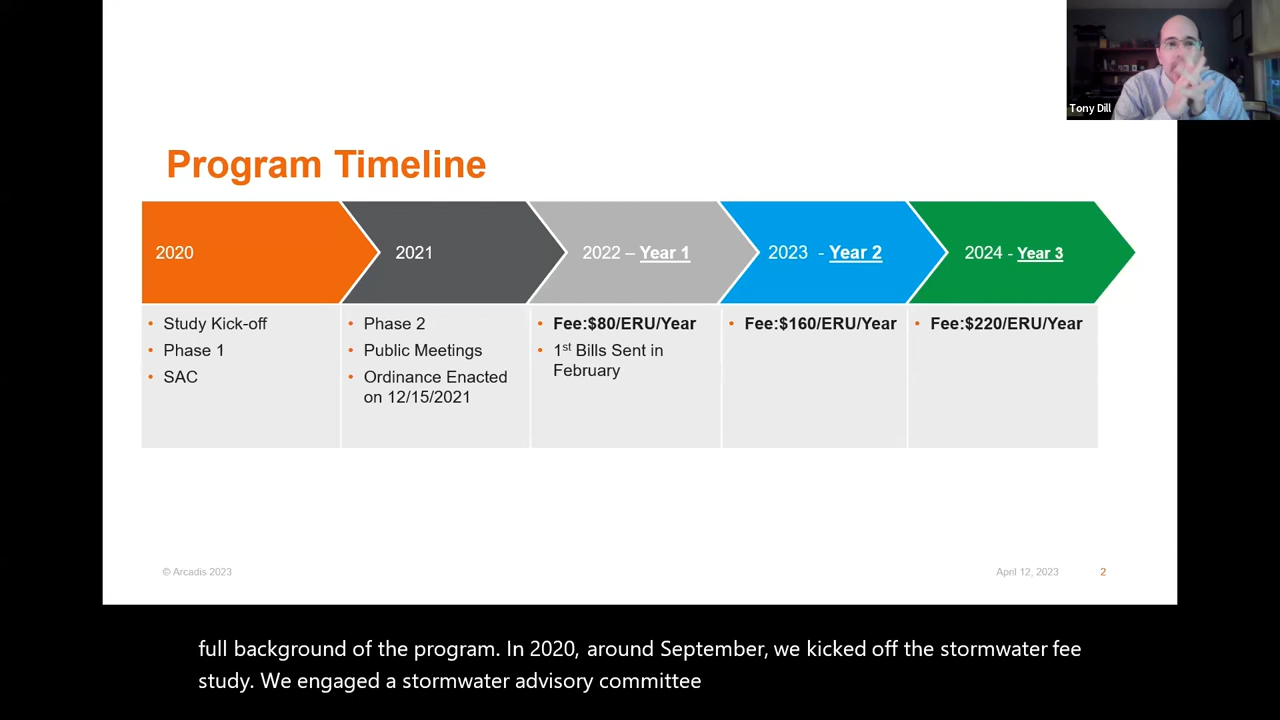 Tony Dill
Program Timeline
2020
2021
2022 – Year 1
2023 - Year 2
2024 - Year 3
• Study Kick-off
• Phase 1
• SAC
• Phase 2
• Public Meetings
• Ordinance Enacted
on 12/15/2021
• Fee:$80/ERU/Year
• 1st Bills Sent in
February
• Fee:$160/ERU/Year
• Fee:$220/ERU/Year
© Arcadis 2023
April 12, 2023
2
full background of the program. In 2020, around September, we kicked off the stormwater fee
study. We engaged a stormwater advisory committee